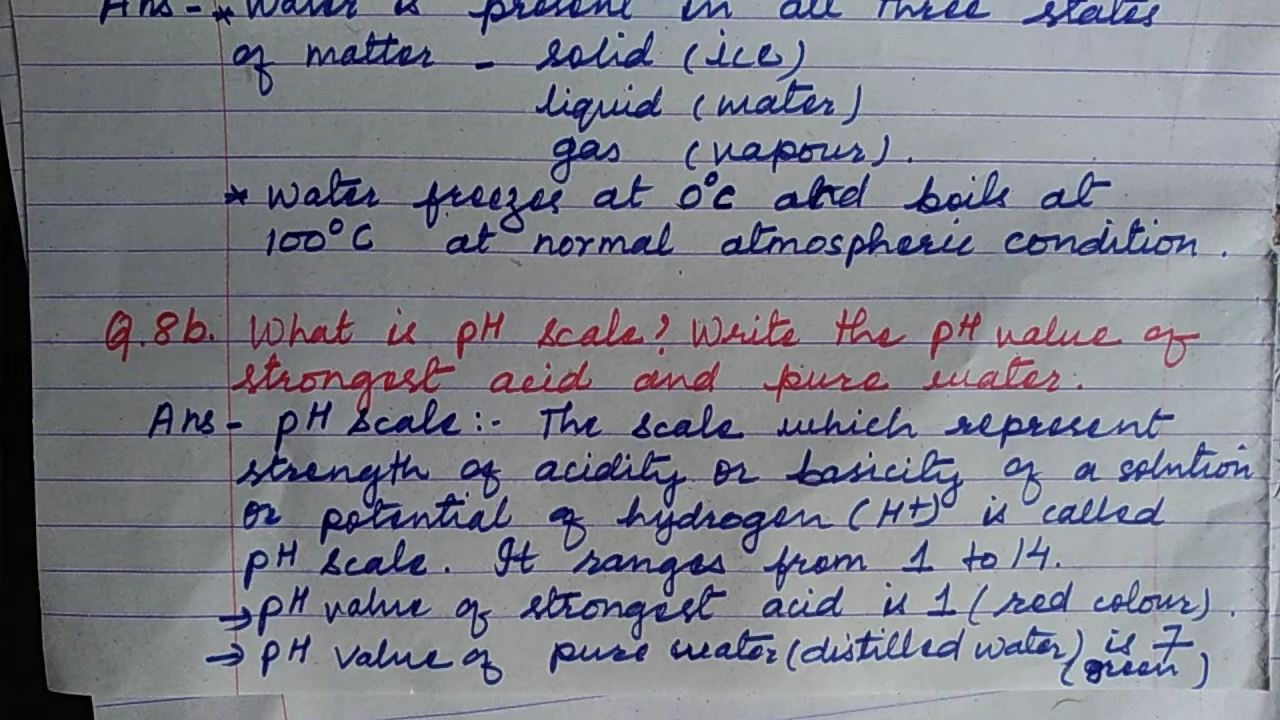 Ans - * Water is present in all three states
of matter - solid (ice)
liquid (water)
gas (vapour).
* Water freezes at 0°C and boils at
100°C at normal atmospheric condition.
Q.8b. What is pH scale? Write the pH value of
strongest acid and pure water.
Ans - pH scale:- The scale which represent
strength of acidity or basicity of a solution
or potential of hydrogen (H+) is called
pH scale. It ranges from 1 to 14.
→ pH value of strongest acid is 1 (red colour).
→ pH value of pure water (distilled water) is 7
(green)